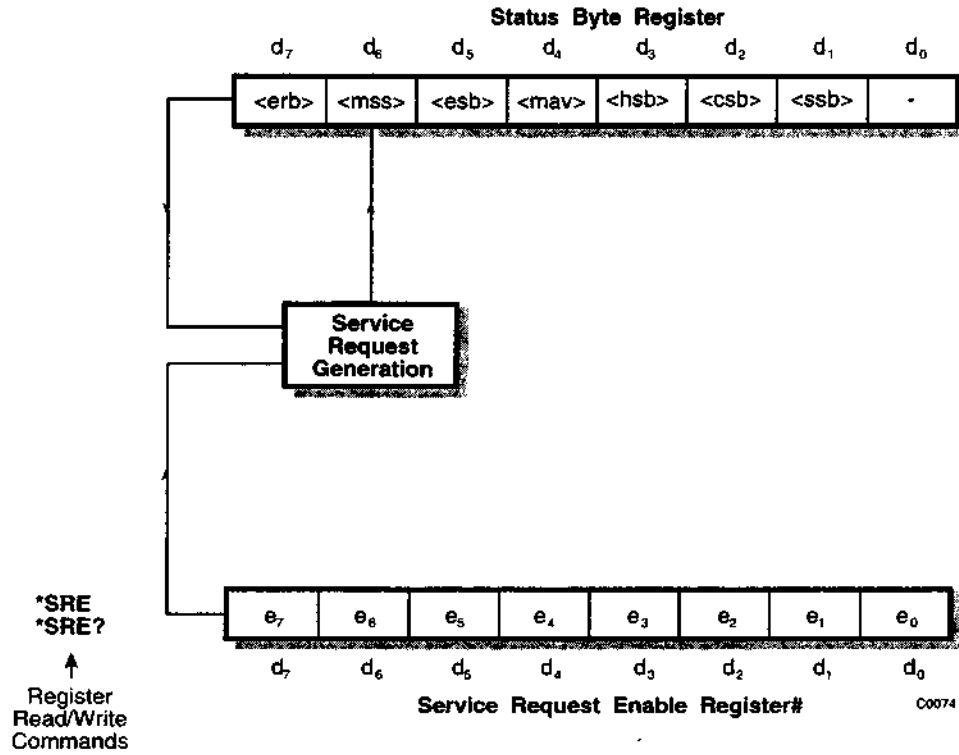 Status Byte Register
d₇ d₆ d₅ d₄ d₃ d₂ d₁ d₀
<erb> <mss> <esb> <mav> <hsb> <csb> <ssb> -
Service
Request
Generation
*SRE
*SRE?
e₇ e₆ e₅ e₄ e₃ e₂ e₁ e₀
d₇ d₆ d₅ d₄ d₃ d₂ d₁ d₀
Register
Read/Write
Commands
Service Request Enable Register#
C0074